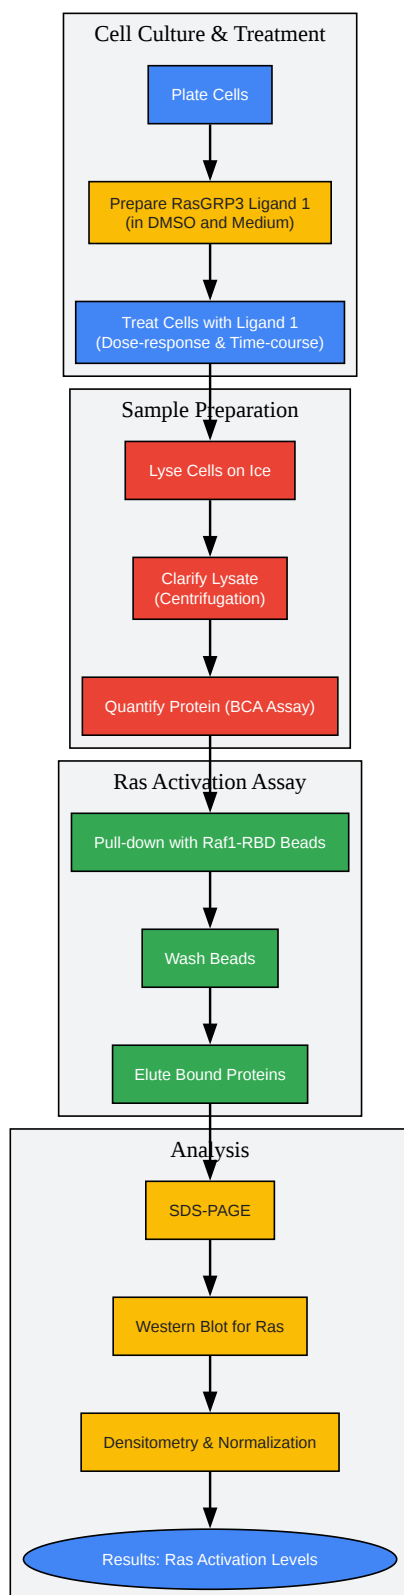 Cell Culture & Treatment
Plate Cells
Prepare RasGRP3 Ligand 1
(in DMSO and Medium)
Treat Cells with Ligand 1
(Dose-response & Time-course)
Sample Preparation
Lyse Cells on Ice
Clarify Lysate
(Centrifugation)
Quantify Protein (BCA Assay)
Ras Activation Assay
Pull-down with Raf1-RBD Beads
Wash Beads
Elute Bound Proteins
Analysis
SDS-PAGE
Western Blot for Ras
Densitometry & Normalization
Results: Ras Activation Levels